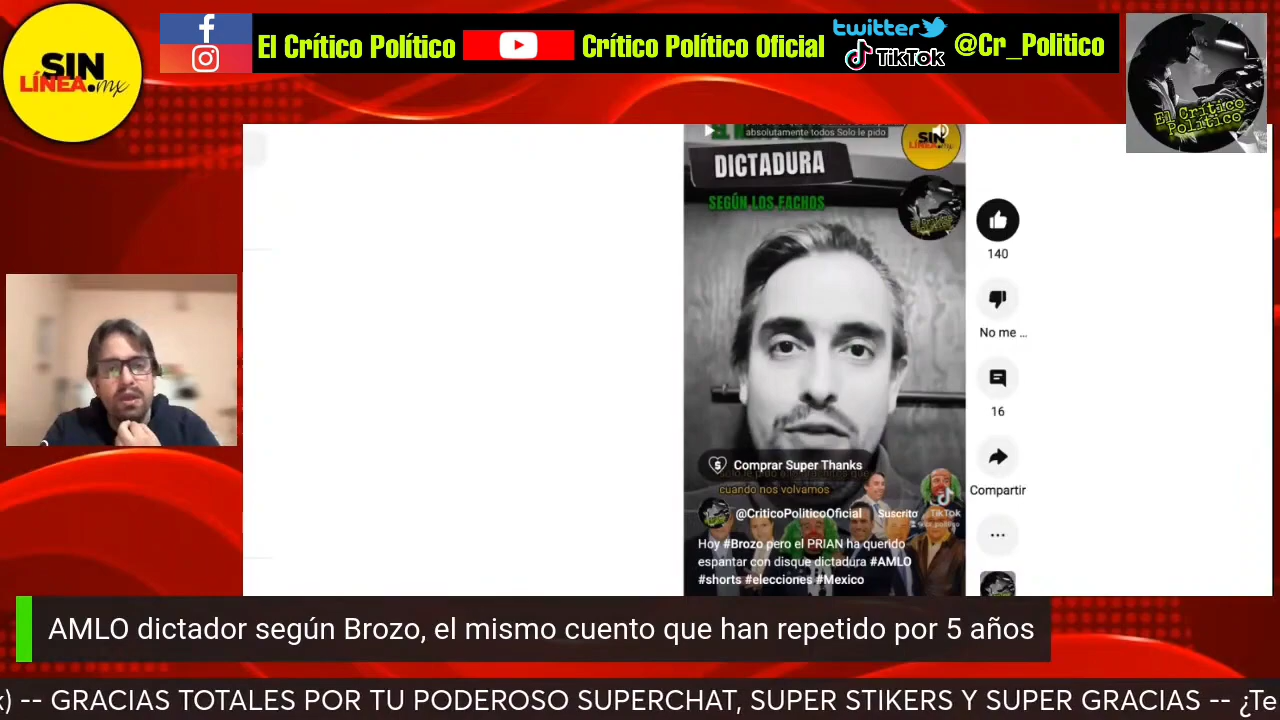 SIN
LÍNEA.mx
El Crítico Político
Crítico Político Oficial
twitter
TikTok
@Cr_Politico
El Crítico
Político
absolutamente todos Solo le pido
DICTADURA
SEGÚN LOS FACHOS
SIN
140
No me ...
16
Compartir
Comprar Super Thanks
cuando nos volvamos
@CriticoPoliticoOficial
Suscrito
TikTok
Hoy #Brozo pero el PRIAN ha querido
espantar con disque dictadura #AMLO
#shorts #elecciones #Mexico
AMLO dictador según Brozo, el mismo cuento que han repetido por 5 años
) -- GRACIAS TOTALES POR TU PODEROSO SUPERCHAT, SUPER STIKERS Y SUPER GRACIAS -- ¿Te